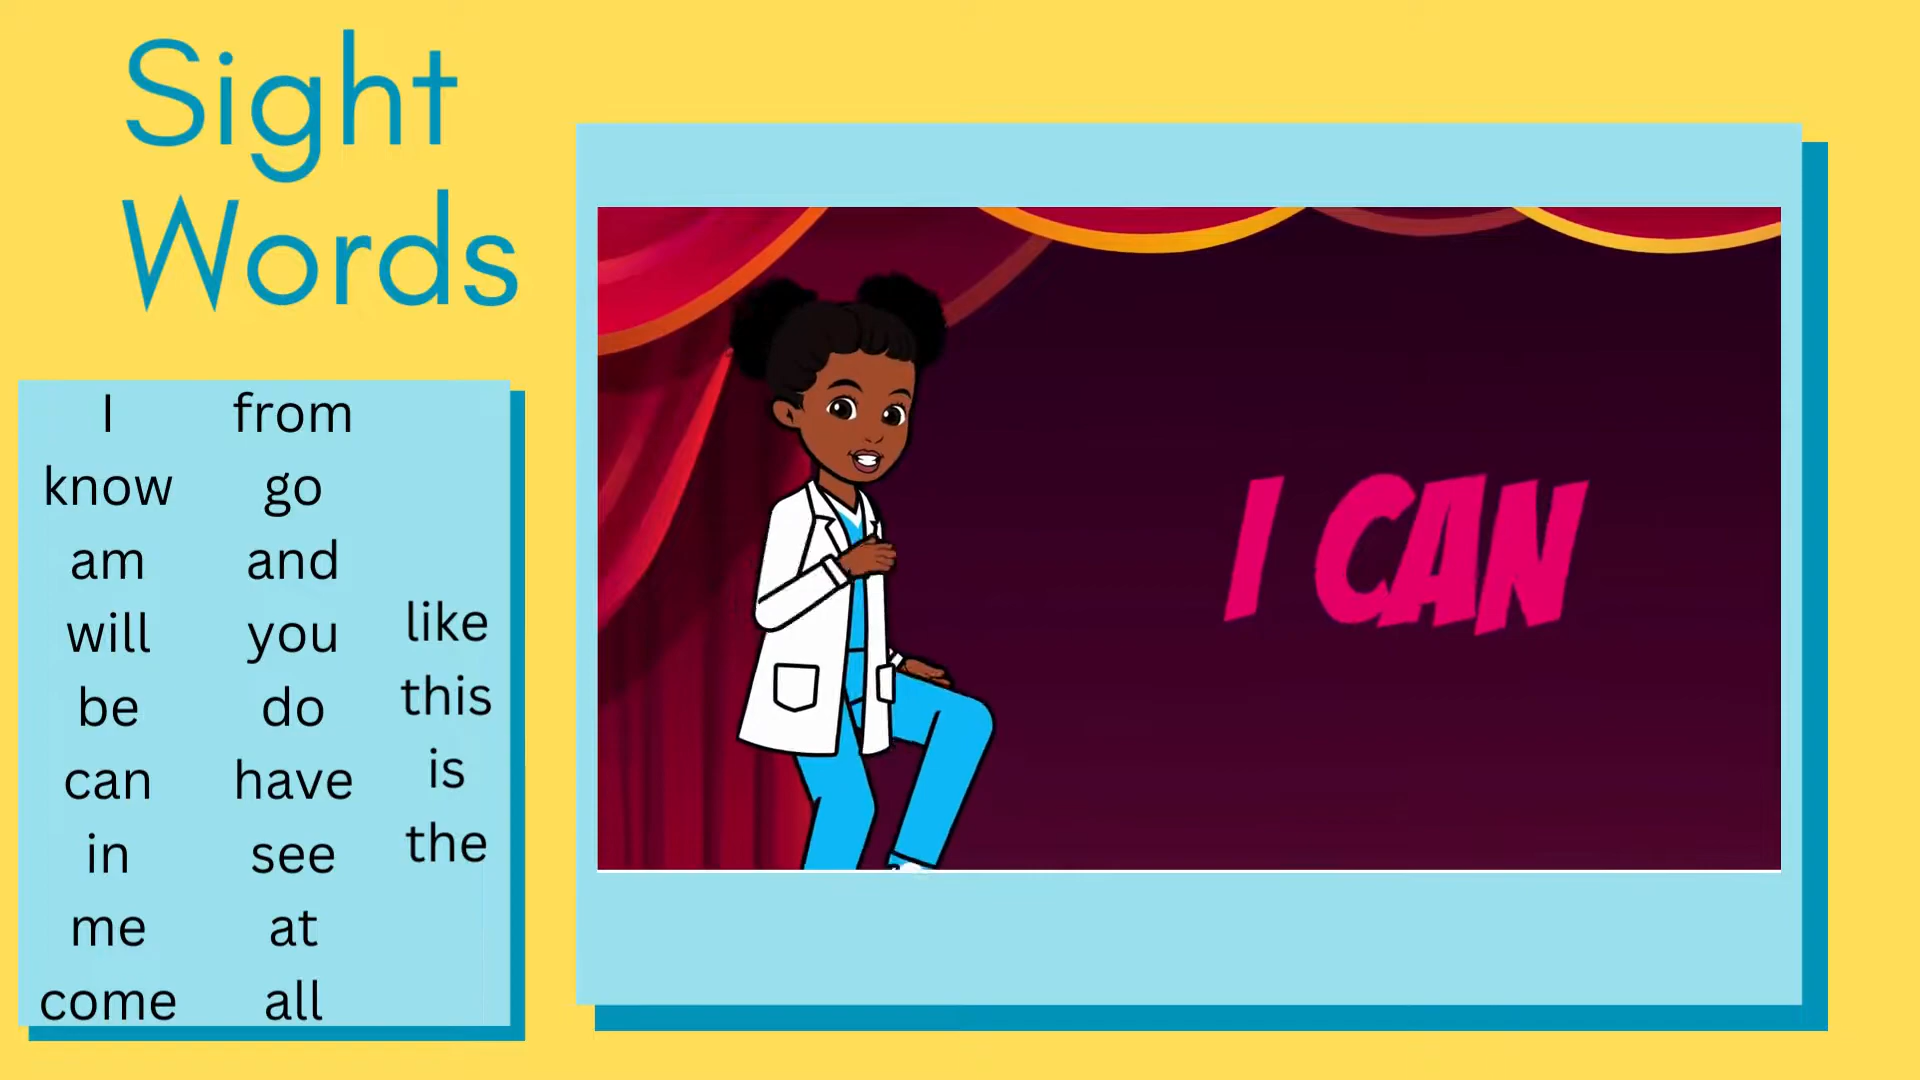 Sight
Words
I
know
am
will
be
can
in
me
come
from
go
and
you
do
have
see
at
all
like
this
is
the
I CAN